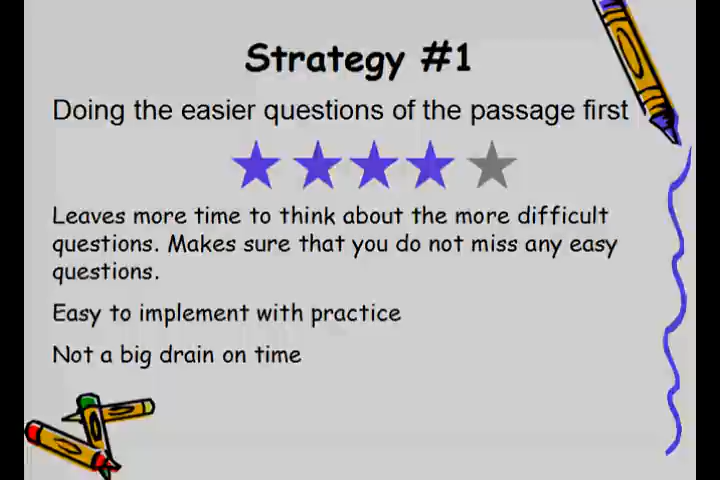 Strategy #1
Doing the easier questions of the passage first
Leaves more time to think about the more difficult
questions. Makes sure that you do not miss any easy
questions.
Easy to implement with practice
Not a big drain on time